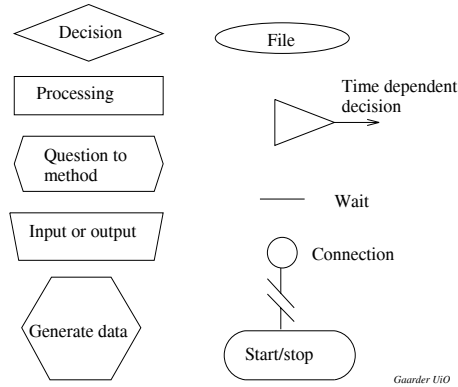 Decision
File
Processing
Time dependent
decision
Question to
method
Wait
Input or output
Connection
Generate data
Start/stop
Gaarder UiO